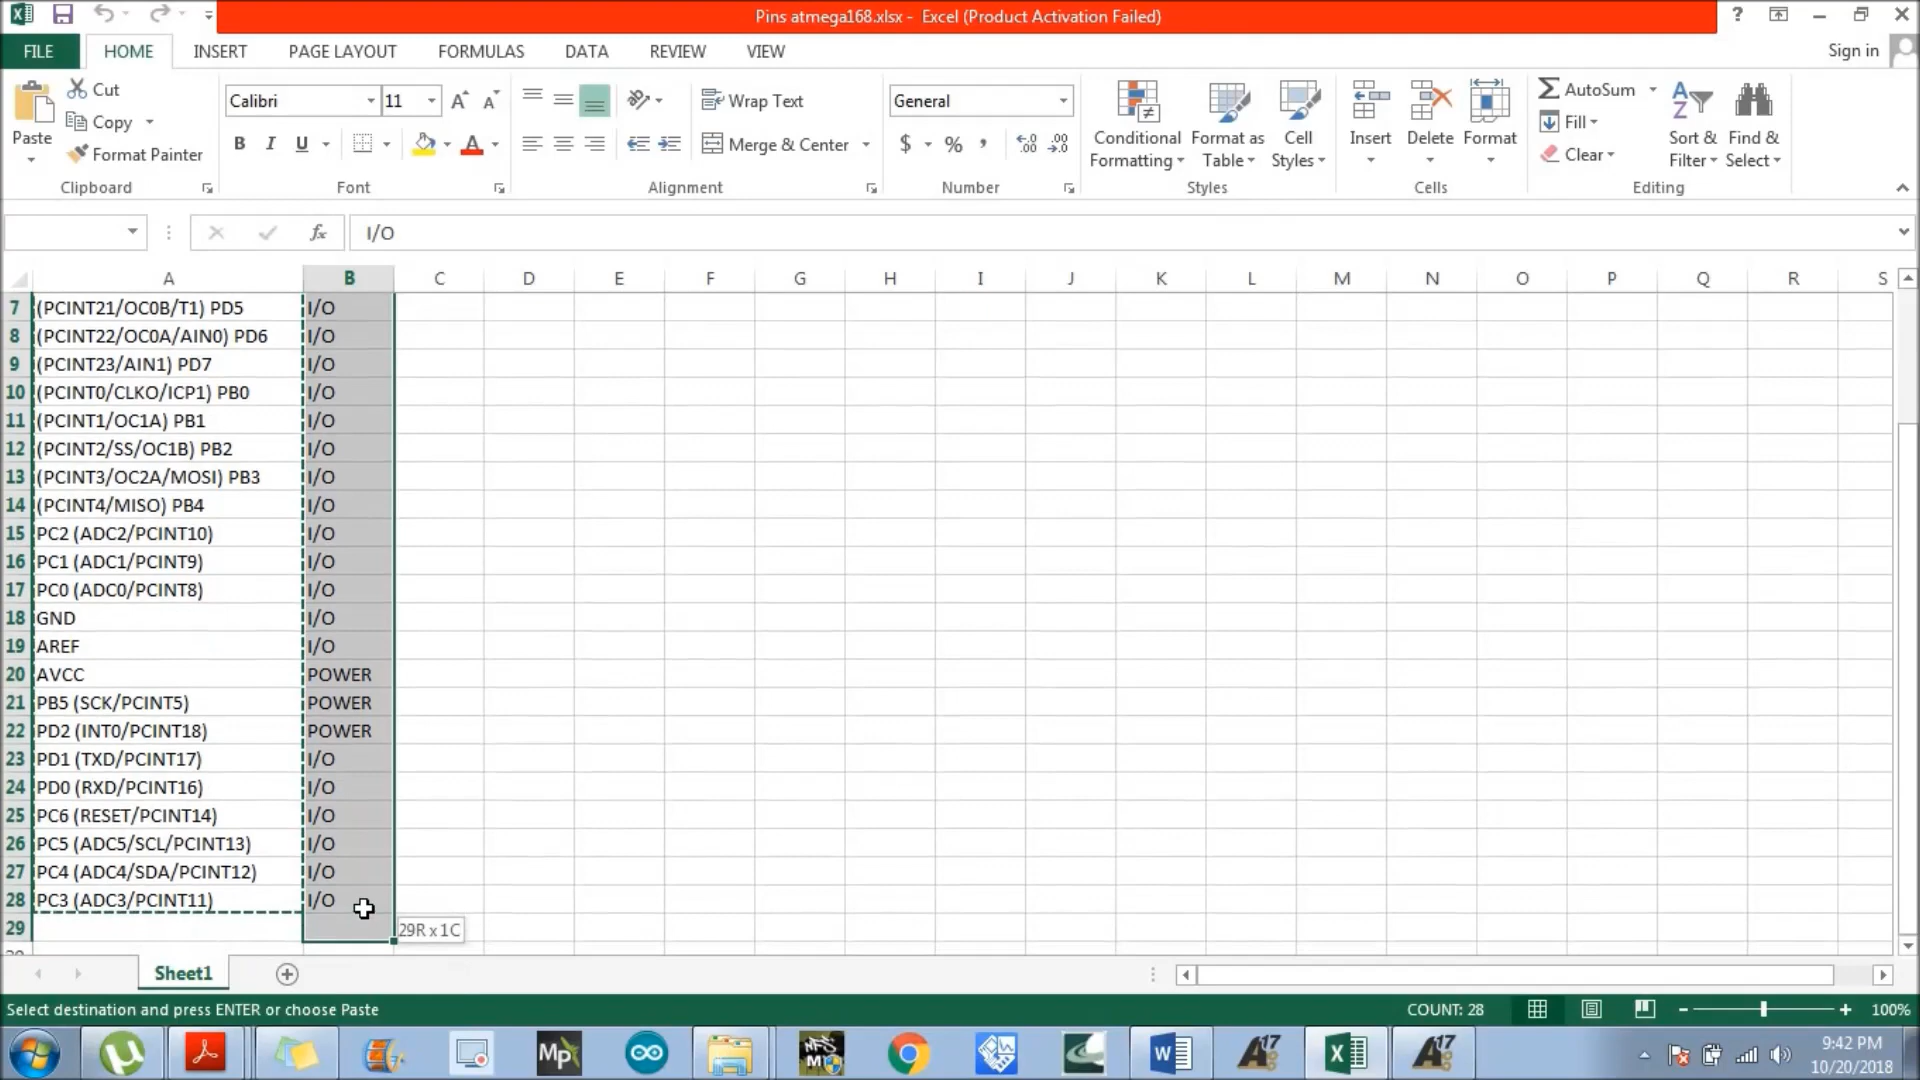 Pins atmega168.xlsx - Excel (Product Activation Failed)
FILE HOME INSERT PAGE LAYOUT FORMULAS DATA REVIEW VIEW Sign in
Paste Cut Copy Format Painter
Clipboard
Calibri 11
B I U A
Font
Wrap Text
Merge & Center
Alignment
General
$ % ,
Number
Conditional Formatting Format as Table Cell Styles
Styles
Insert Delete Format
Cells
AutoSum
Fill
Clear
Sort & Filter Find & Select
Editing
fx I/O
A B C D E F G H I J K L M N O P Q R S
7 (PCINT21/OC0B/T1) PD5 I/O
8 (PCINT22/OC0A/AIN0) PD6 I/O
9 (PCINT23/AIN1) PD7 I/O
10 (PCINT0/CLKO/ICP1) PB0 I/O
11 (PCINT1/OC1A) PB1 I/O
12 (PCINT2/SS/OC1B) PB2 I/O
13 (PCINT3/OC2A/MOSI) PB3 I/O
14 (PCINT4/MISO) PB4 I/O
15 PC2 (ADC2/PCINT10) I/O
16 PC1 (ADC1/PCINT9) I/O
17 PC0 (ADC0/PCINT8) I/O
18 GND I/O
19 AREF I/O
20 AVCC POWER
21 PB5 (SCK/PCINT5) POWER
22 PD2 (INT0/PCINT18) POWER
23 PD1 (TXD/PCINT17) I/O
24 PD0 (RXD/PCINT16) I/O
25 PC6 (RESET/PCINT14) I/O
26 PC5 (ADC5/SCL/PCINT13) I/O
27 PC4 (ADC4/SDA/PCINT12) I/O
28 PC3 (ADC3/PCINT11) I/O
29
29R x 1C
Sheet1
Select destination and press ENTER or choose Paste COUNT: 28 100%
9:42 PM
10/20/2018